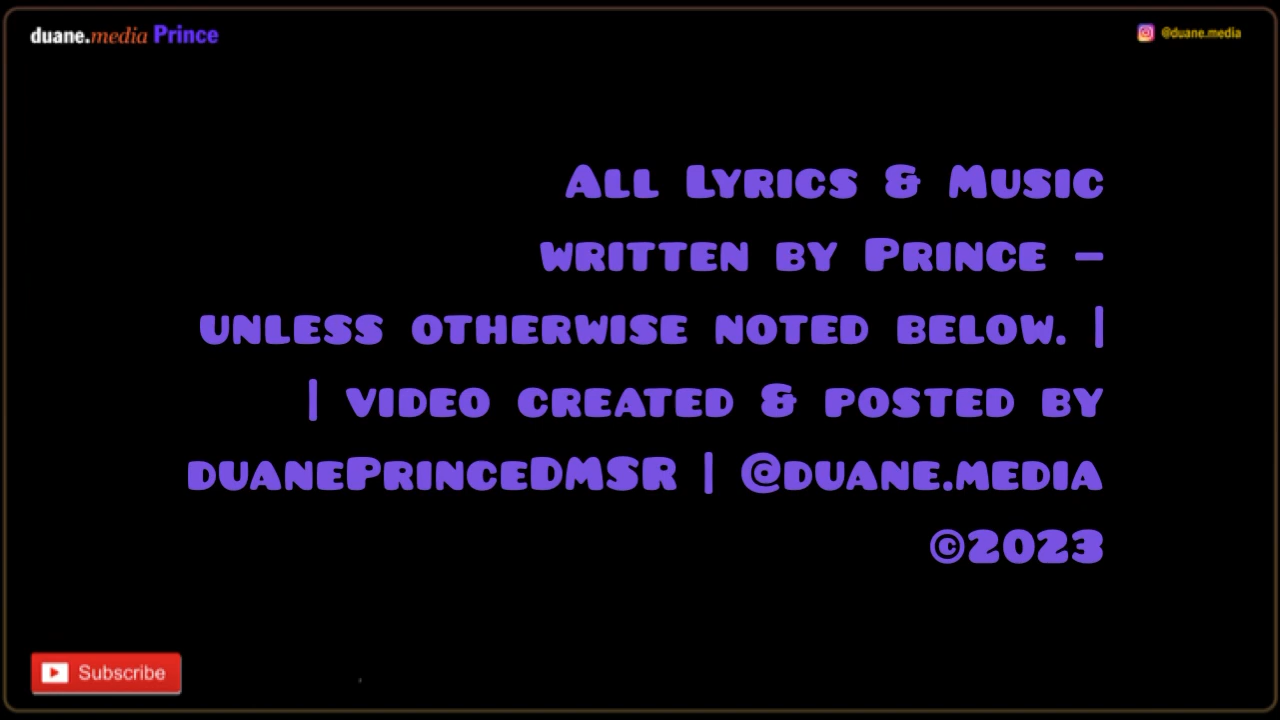 duane.media Prince
@duane.media
All Lyrics & Music
written by Prince –
unless otherwise noted below. |
| video created & posted by
duanePrinceDMSR | @duane.media
©2023
Subscribe